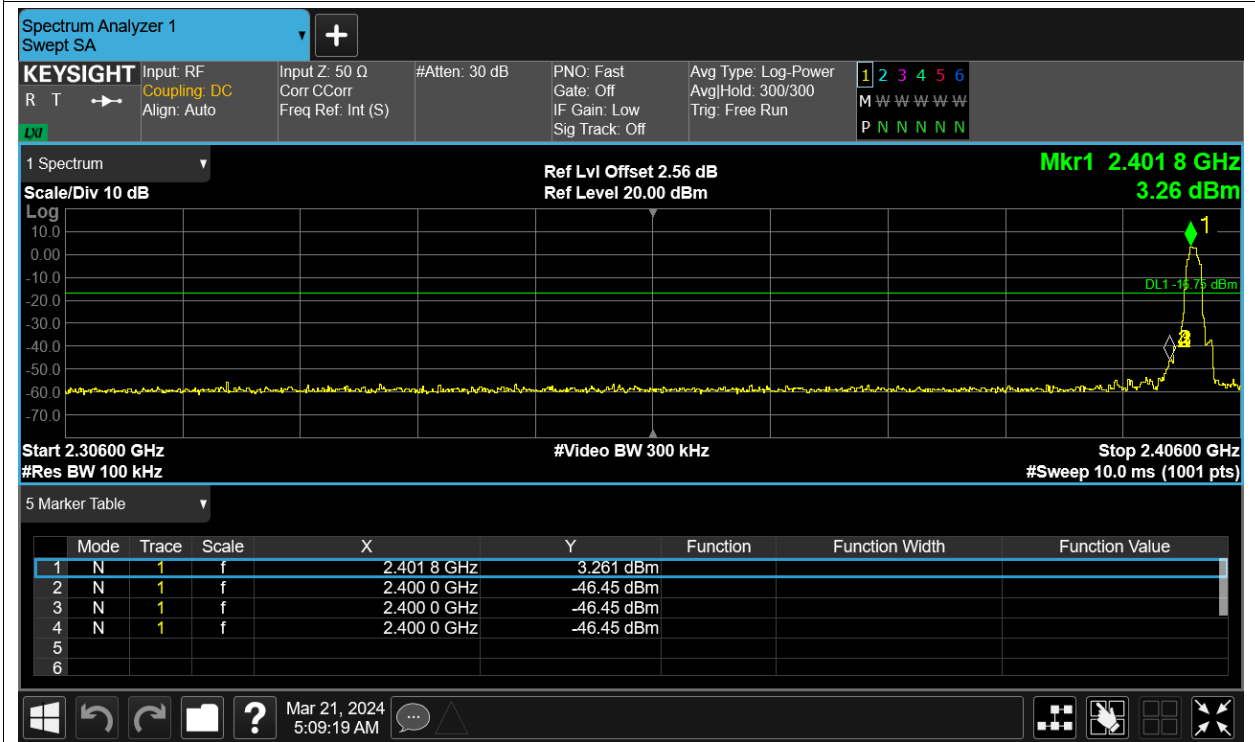 Spectrum Analyzer 1
Swept SA
KEYSIGHT
R T
LXI
Input: RF
Coupling: DC
Align: Auto
Input Z: 50 Ω
Corr CCorr
Freq Ref: Int (S)
#Atten: 30 dB
PNO: Fast
Gate: Off
IF Gain: Low
Sig Track: Off
Avg Type: Log-Power
Avg|Hold: 300/300
Trig: Free Run
1 2 3 4 5 6
M W W W W W
P N N N N N
1 Spectrum
Scale/Div 10 dB
Ref Lvl Offset 2.56 dB
Ref Level 20.00 dBm
Mkr1 2.401 8 GHz
3.26 dBm
Log
10.0
0.00
-10.0
-20.0
-30.0
-40.0
-50.0
-60.0
-70.0
1
DL1 -16.75 dBm
Start 2.30600 GHz
#Video BW 300 kHz
Stop 2.40600 GHz
#Res BW 100 kHz
#Sweep 10.0 ms (1001 pts)
5 Marker Table
Mode Trace Scale X Y Function Function Width Function Value
1 N 1 f 2.401 8 GHz 3.261 dBm
2 N 1 f 2.400 0 GHz -46.45 dBm
3 N 1 f 2.400 0 GHz -46.45 dBm
4 N 1 f 2.400 0 GHz -46.45 dBm
5
6
?
Mar 21, 2024
5:09:19 AM